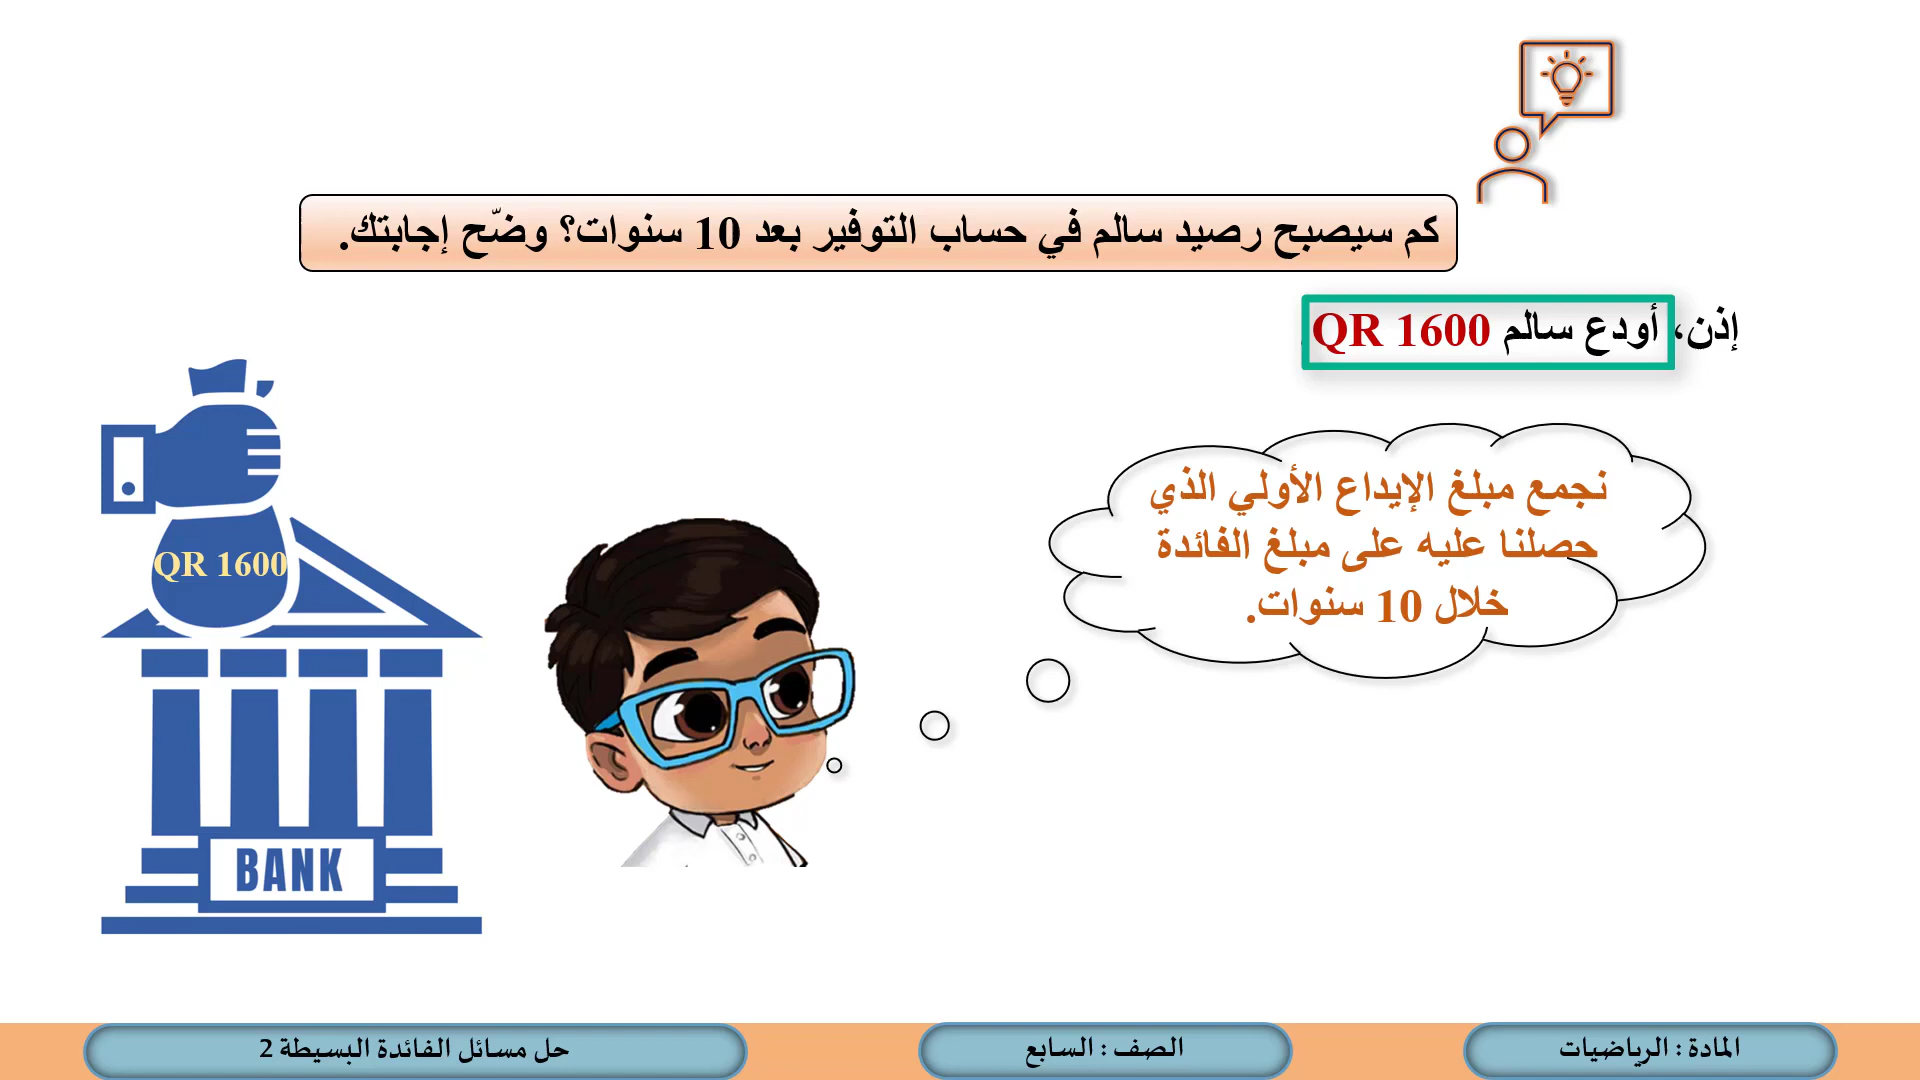 كم سيصبح رصيد سالم في حساب التوفير بعد 10 سنوات؟ وضّح إجابتك.
إذن، أودع سالم QR 1600
نجمع مبلغ الإيداع الأولي الذي
حصلنا عليه على مبلغ الفائدة
خلال 10 سنوات.
QR 1600
BANK
المادة : الرياضيات
الصف : السابع
حل مسائل الفائدة البسيطة 2